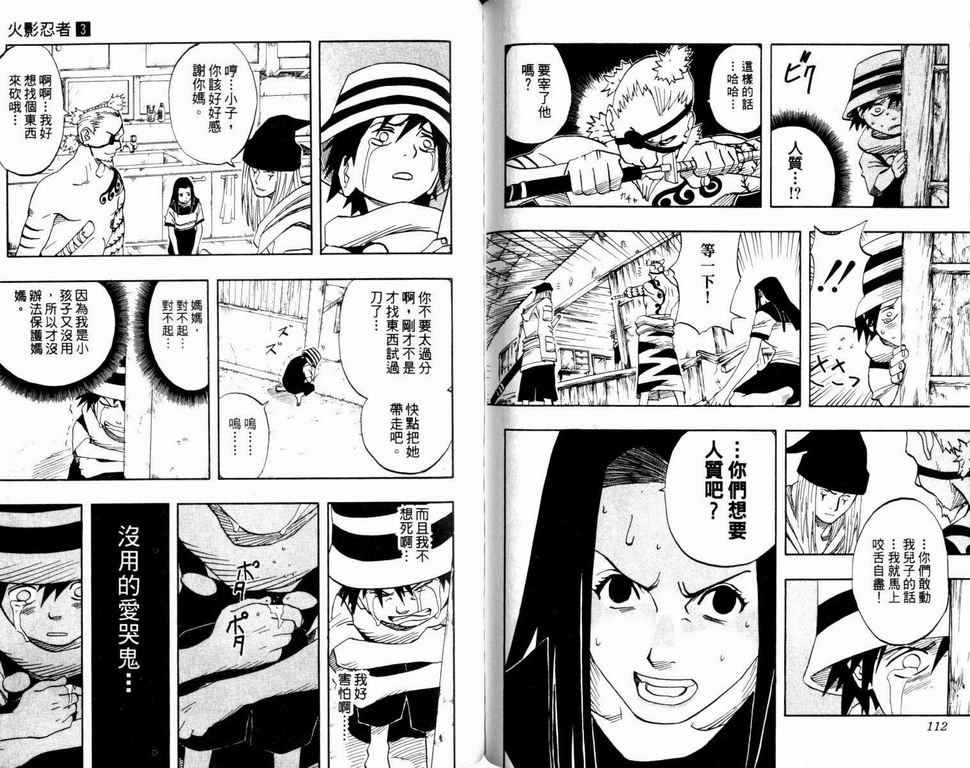 ビク
人質…!?
這樣的話
…哈哈…
要宰了他
嗎?
!!
ささっ
等一下!
…你們敢動
我兒子的話
…我就馬上
咬舌自盡!
…你們想要
人質吧?
112
火影忍者 3
哼…小子，
你該好好感
謝你媽。
啊啊…我好
想找個東西
來砍哦…
你不要太過分
啊，剛才不是
才找東西試過
刀了…
快點把她
帶走吧。
ズズ
嗚……
嗚……
媽媽，
對不起…
對不起…
因為我是小
孩子又沒用
，所以才沒
辦法保護媽
媽。
而且我不
想死啊…
我好
害怕啊……
ポタ
ポタ
沒用的愛哭鬼…